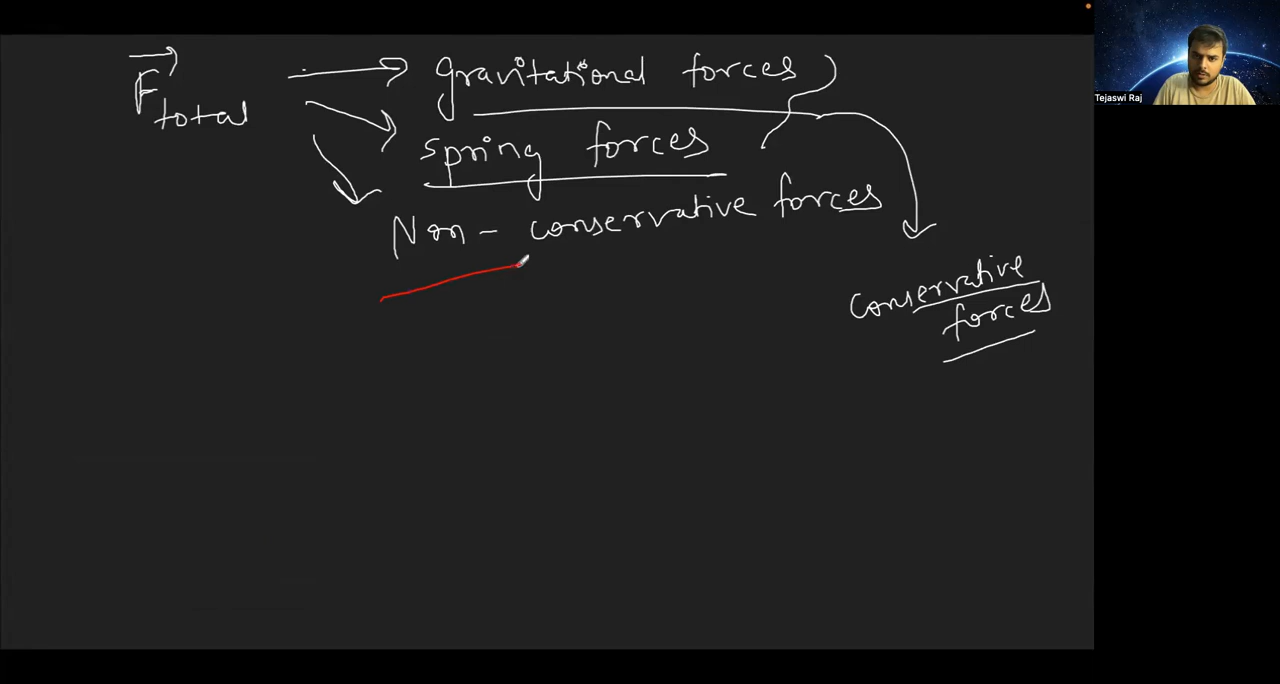 F total
gravitational forces
spring forces
Non - conservative forces
conservative
forces
Tejaswi Raj